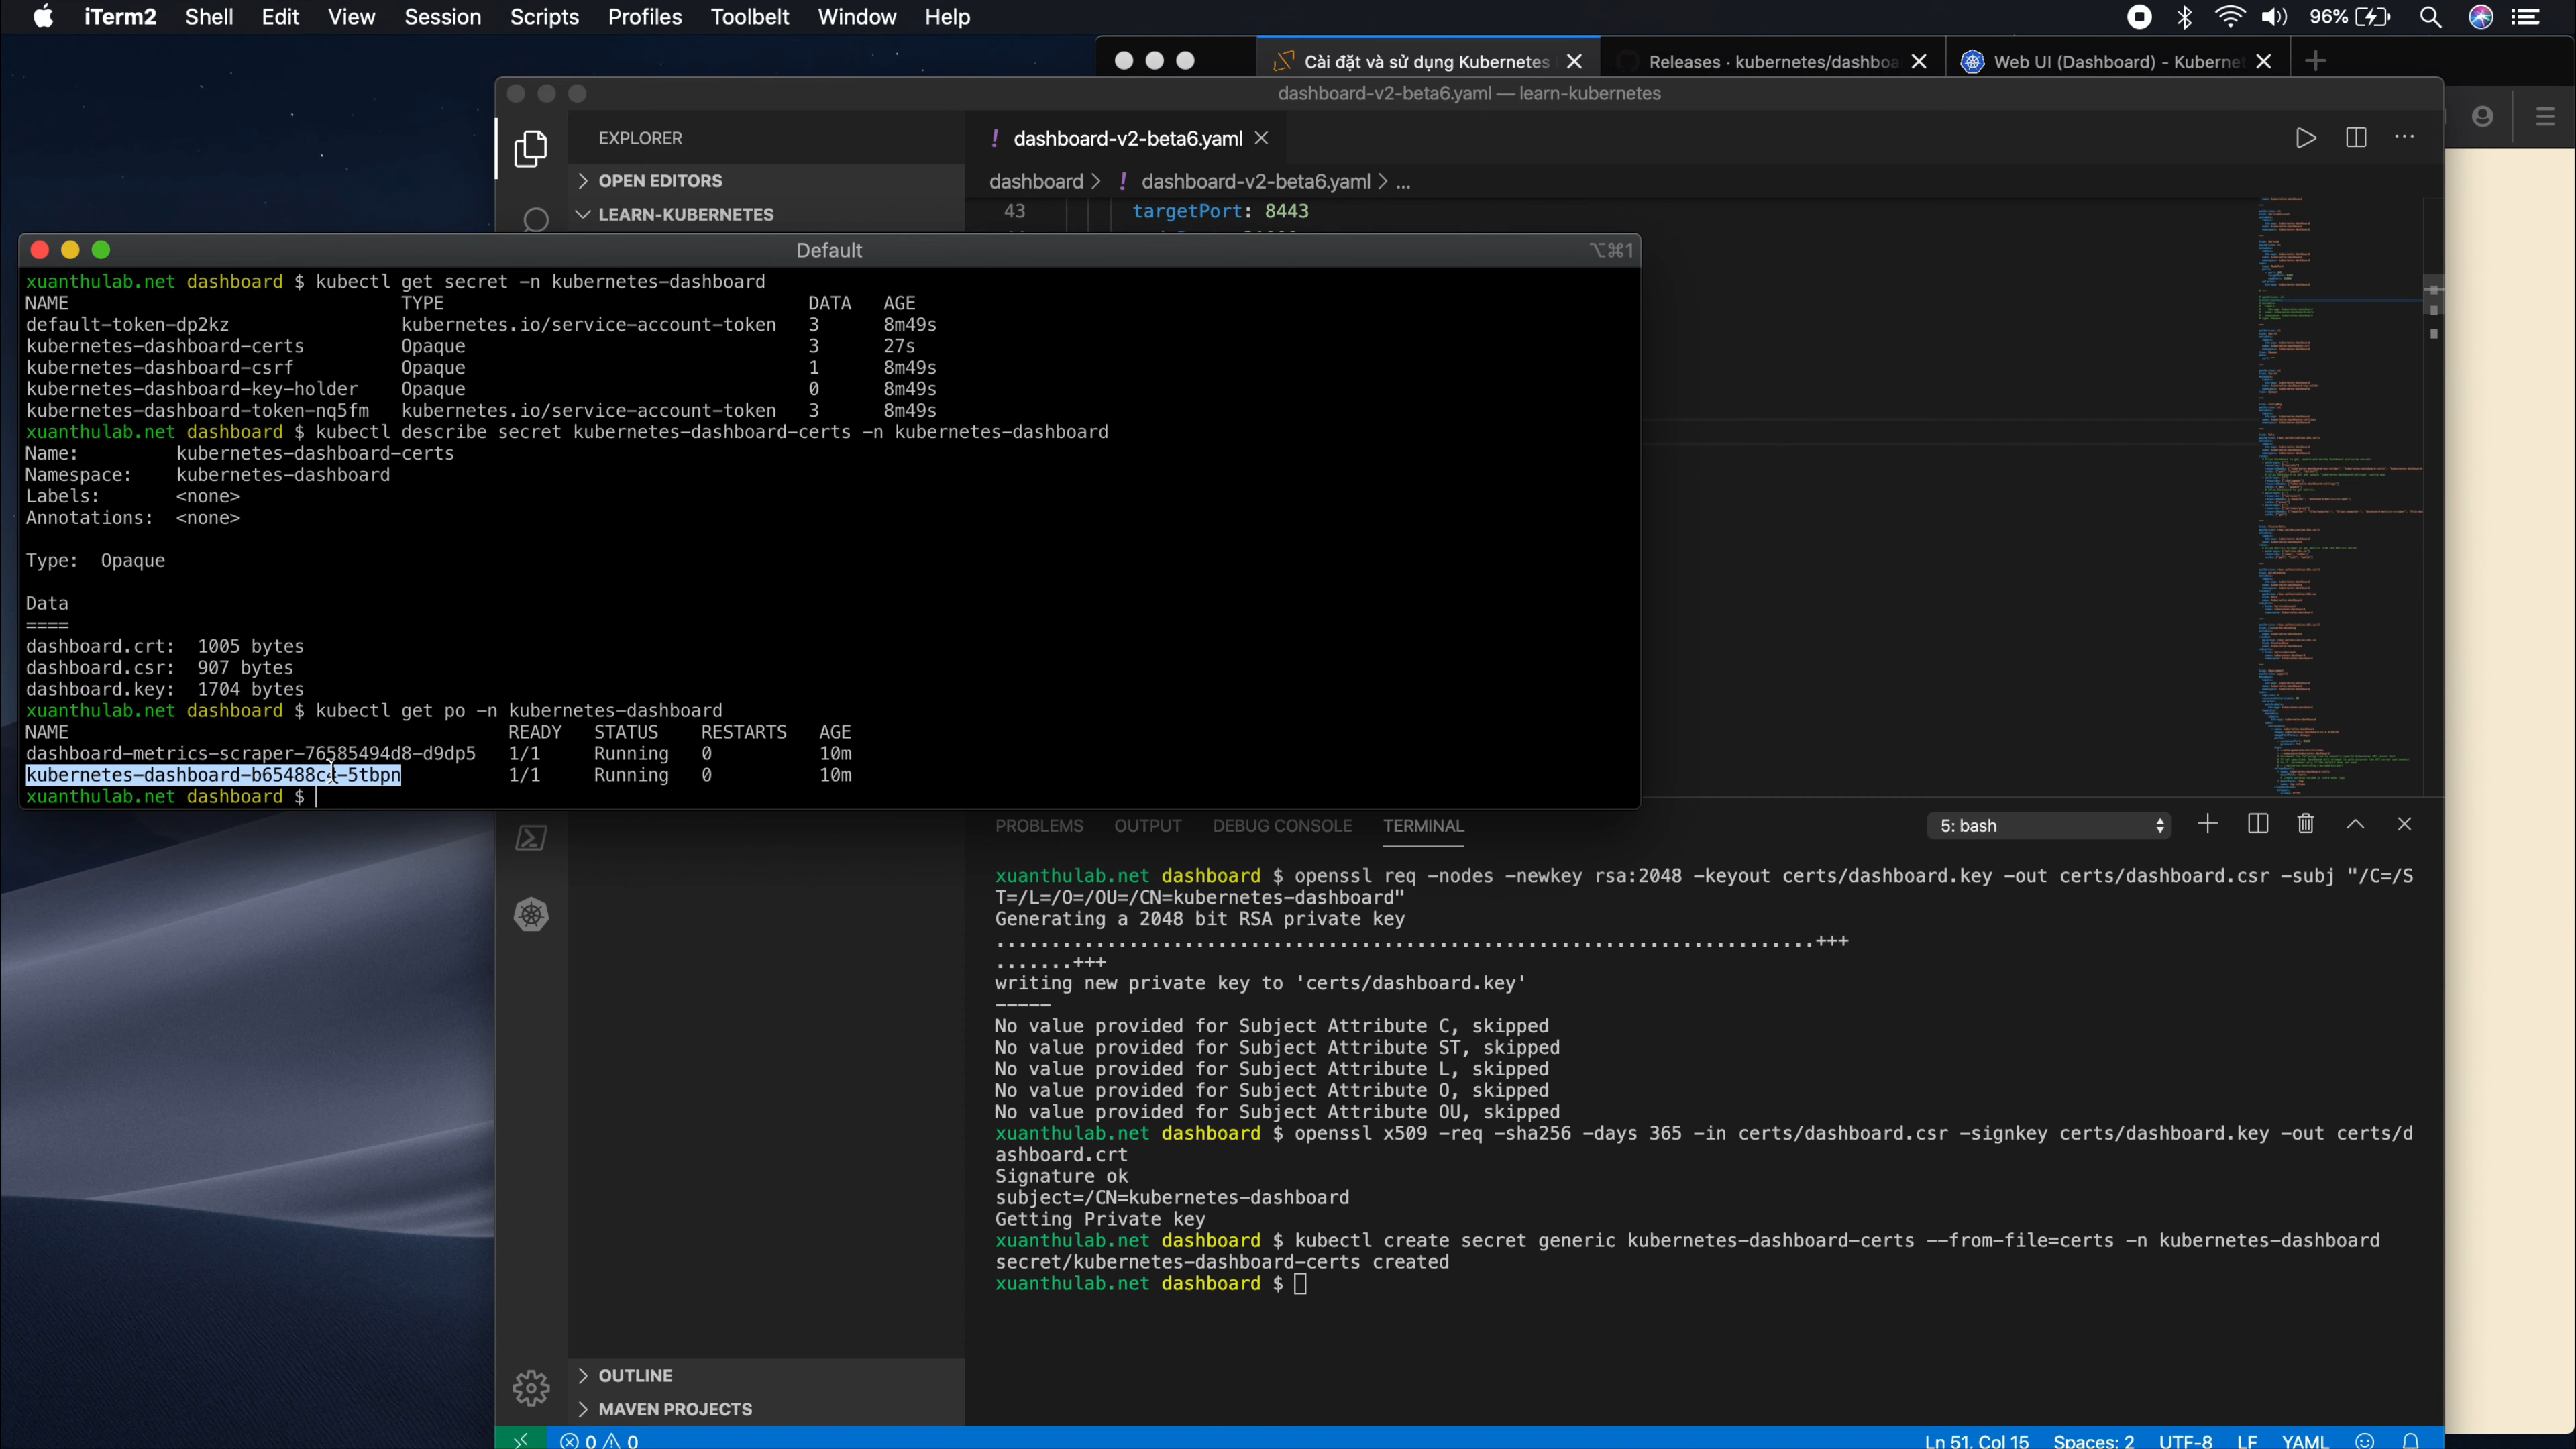 iTerm2 Shell Edit View Session Scripts Profiles Toolbelt Window Help 96%
Cài đặt và sử dụng Kubernetes
Releases · kubernetes/dashboa
Web UI (Dashboard) - Kubernet
dashboard-v2-beta6.yaml — learn-kubernetes
EXPLORER
! dashboard-v2-beta6.yaml
OPEN EDITORS
dashboard > ! dashboard-v2-beta6.yaml > ...
LEARN-KUBERNETES
43 targetPort: 8443
Default ⌥⌘1
xuanthulab.net dashboard $ kubectl get secret -n kubernetes-dashboard
NAME TYPE DATA AGE
default-token-dp2kz kubernetes.io/service-account-token 3 8m49s
kubernetes-dashboard-certs Opaque 3 27s
kubernetes-dashboard-csrf Opaque 1 8m49s
kubernetes-dashboard-key-holder Opaque 0 8m49s
kubernetes-dashboard-token-nq5fm kubernetes.io/service-account-token 3 8m49s
xuanthulab.net dashboard $ kubectl describe secret kubernetes-dashboard-certs -n kubernetes-dashboard
Name: kubernetes-dashboard-certs
Namespace: kubernetes-dashboard
Labels: <none>
Annotations: <none>
Type: Opaque
Data
====
dashboard.crt: 1005 bytes
dashboard.csr: 907 bytes
dashboard.key: 1704 bytes
xuanthulab.net dashboard $ kubectl get po -n kubernetes-dashboard
NAME READY STATUS RESTARTS AGE
dashboard-metrics-scraper-76585494d8-d9dp5 1/1 Running 0 10m
kubernetes-dashboard-b65488c4-5tbpn 1/1 Running 0 10m
xuanthulab.net dashboard $
PROBLEMS OUTPUT DEBUG CONSOLE TERMINAL 5: bash
xuanthulab.net dashboard $ openssl req -nodes -newkey rsa:2048 -keyout certs/dashboard.key -out certs/dashboard.csr -subj "/C=/S
T=/L=/O=/OU=/CN=kubernetes-dashboard"
Generating a 2048 bit RSA private key
..........................................................................+++
.......+++
writing new private key to 'certs/dashboard.key'
-----
No value provided for Subject Attribute C, skipped
No value provided for Subject Attribute ST, skipped
No value provided for Subject Attribute L, skipped
No value provided for Subject Attribute O, skipped
No value provided for Subject Attribute OU, skipped
xuanthulab.net dashboard $ openssl x509 -req -sha256 -days 365 -in certs/dashboard.csr -signkey certs/dashboard.key -out certs/d
ashboard.crt
Signature ok
subject=/CN=kubernetes-dashboard
Getting Private key
xuanthulab.net dashboard $ kubectl create secret generic kubernetes-dashboard-certs --from-file=certs -n kubernetes-dashboard
secret/kubernetes-dashboard-certs created
xuanthulab.net dashboard $
OUTLINE
MAVEN PROJECTS
0 0 Ln 51, Col 15 Spaces: 2 UTF-8 LF YAML